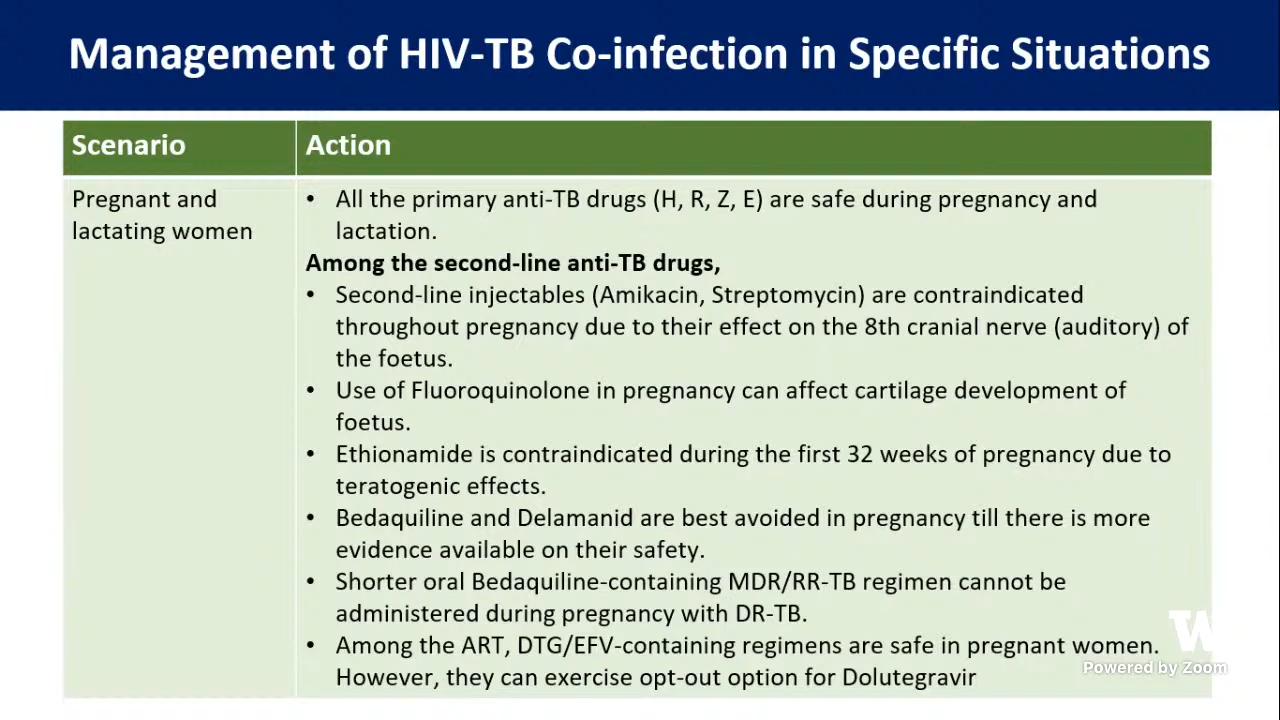 Management of HIV-TB Co-infection in Specific Situations
Scenario
Action
Pregnant and
lactating women
• All the primary anti-TB drugs (H, R, Z, E) are safe during pregnancy and
lactation.
Among the second-line anti-TB drugs,
• Second-line injectables (Amikacin, Streptomycin) are contraindicated
throughout pregnancy due to their effect on the 8th cranial nerve (auditory) of
the foetus.
• Use of Fluoroquinolone in pregnancy can affect cartilage development of
foetus.
• Ethionamide is contraindicated during the first 32 weeks of pregnancy due to
teratogenic effects.
• Bedaquiline and Delamanid are best avoided in pregnancy till there is more
evidence available on their safety.
• Shorter oral Bedaquiline-containing MDR/RR-TB regimen cannot be
administered during pregnancy with DR-TB.
• Among the ART, DTG/EFV-containing regimens are safe in pregnant women.
However, they can exercise opt-out option for Dolutegravir
W
Powered by Zoom